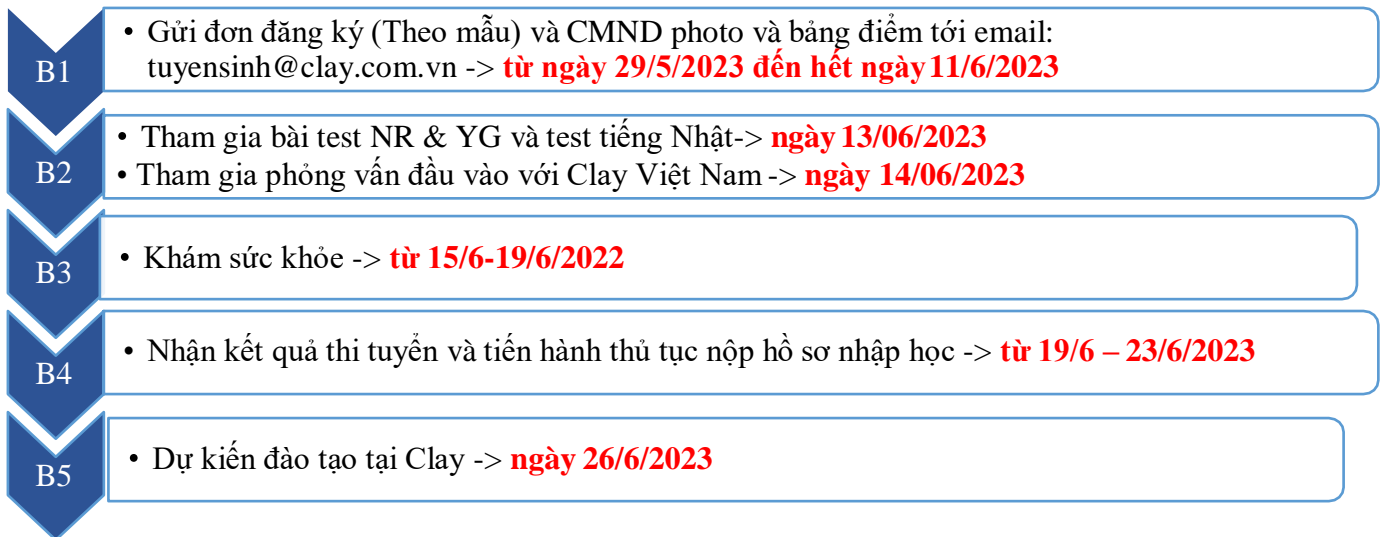 B1
• Gửi đơn đăng ký (Theo mẫu) và CMND photo và bảng điểm tới email:
tuyensinh@clay.com.vn -> từ ngày 29/5/2023 đến hết ngày 11/6/2023
B2
• Tham gia bài test NR & YG và test tiếng Nhật-> ngày 13/06/2023
• Tham gia phỏng vấn đầu vào với Clay Việt Nam -> ngày 14/06/2023
B3
• Khám sức khỏe -> từ 15/6-19/6/2022
B4
• Nhận kết quả thi tuyển và tiến hành thủ tục nộp hồ sơ nhập học -> từ 19/6 – 23/6/2023
B5
• Dự kiến đào tạo tại Clay -> ngày 26/6/2023